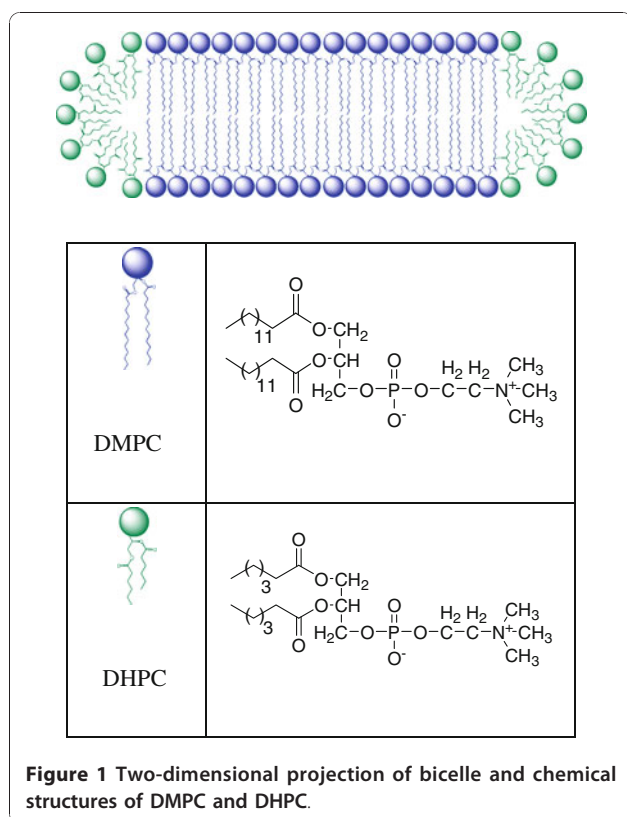 DMPC
O
11
O-CH₂
O-CH
11
O
H₂C-O-P-O-C-C-N⁺-CH₃
O
O⁻
H₂ H₂
CH₃
CH₃
DHPC
O
3
O-CH₂
O-CH
3
O
H₂C-O-P-O-C-C-N⁺-CH₃
O
O⁻
H₂ H₂
CH₃
CH₃
Figure 1 Two-dimensional projection of bicelle and chemical
structures of DMPC and DHPC.